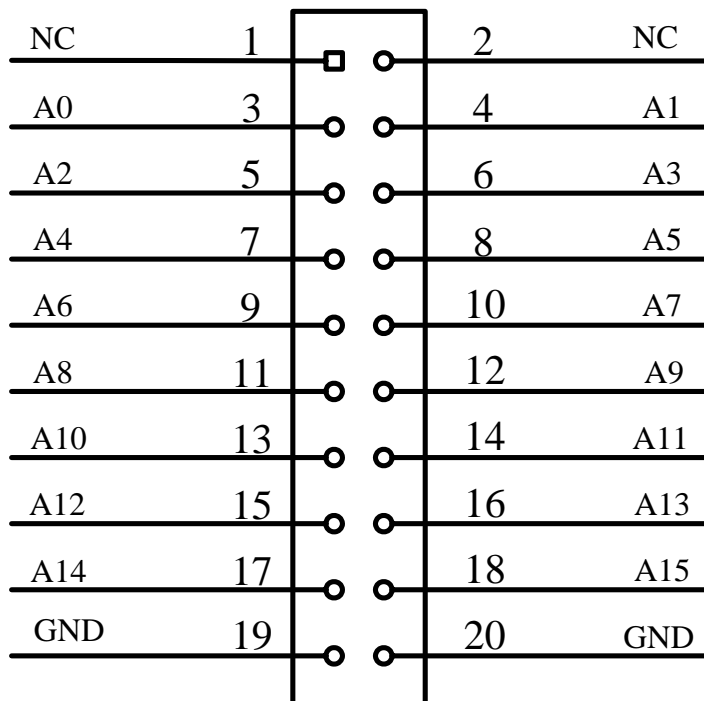 NC 1 2 NC
A0 3 4 A1
A2 5 6 A3
A4 7 8 A5
A6 9 10 A7
A8 11 12 A9
A10 13 14 A11
A12 15 16 A13
A14 17 18 A15
GND 19 20 GND